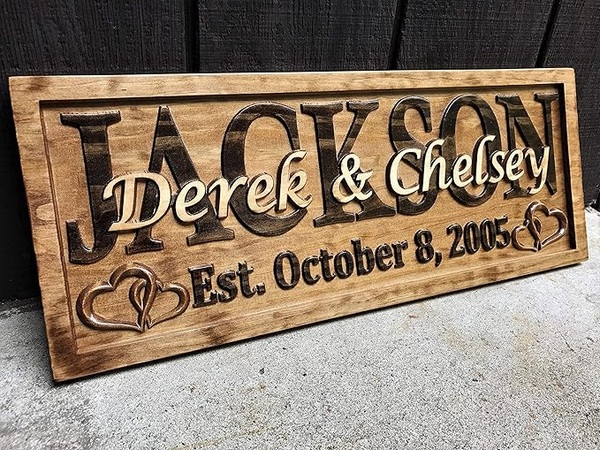 JACKSON
Derek & Chelsey
Est. October 8, 2005